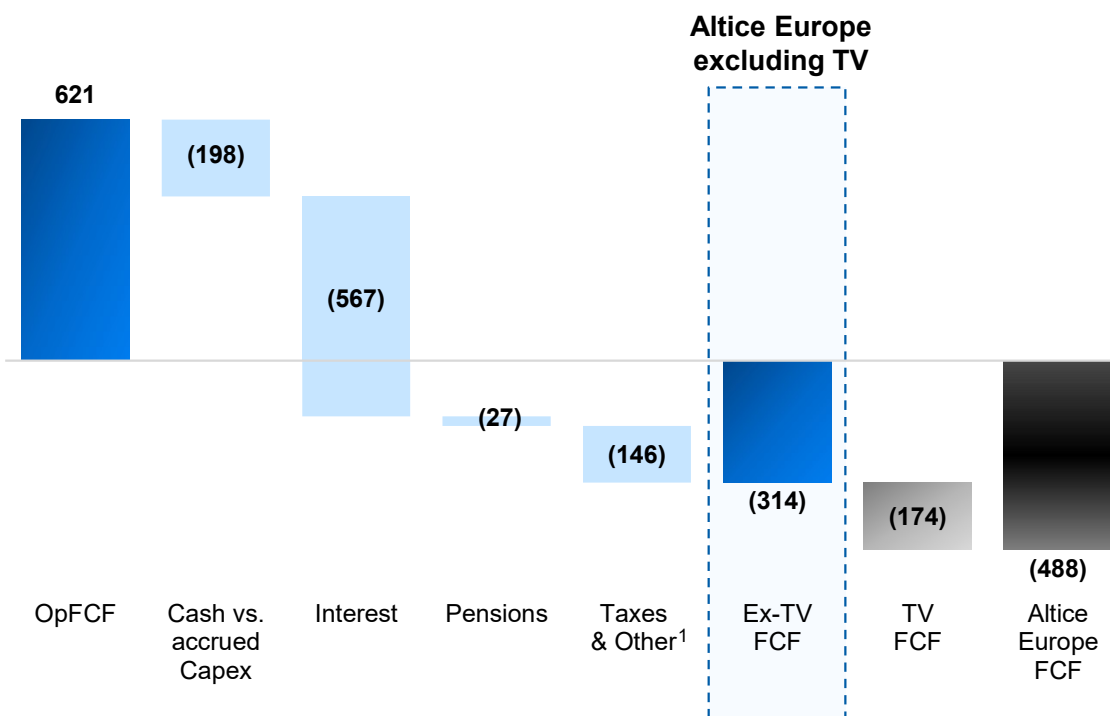 Altice Europe
excluding TV
621
(198)
(567)
(27)
(146)
(314)
(174)
(488)
OpFCF
Cash vs.
accrued
Capex
Interest
Pensions
Taxes
& Other1
Ex-TV
FCF
TV
FCF
Altice
Europe
FCF